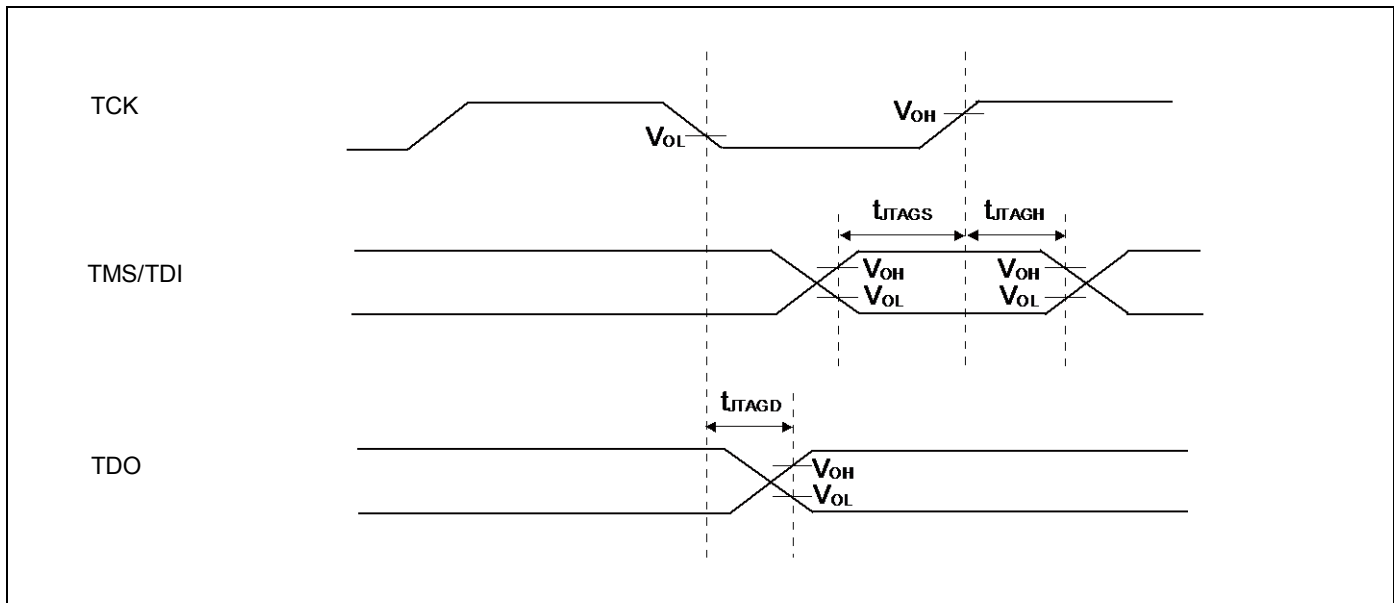 TCK
VOL
VOH
tJTAGS
tJTAGH
TMS/TDI
VOH
VOL
VOH
VOL
tJTAGD
TDO
VOH
VOL